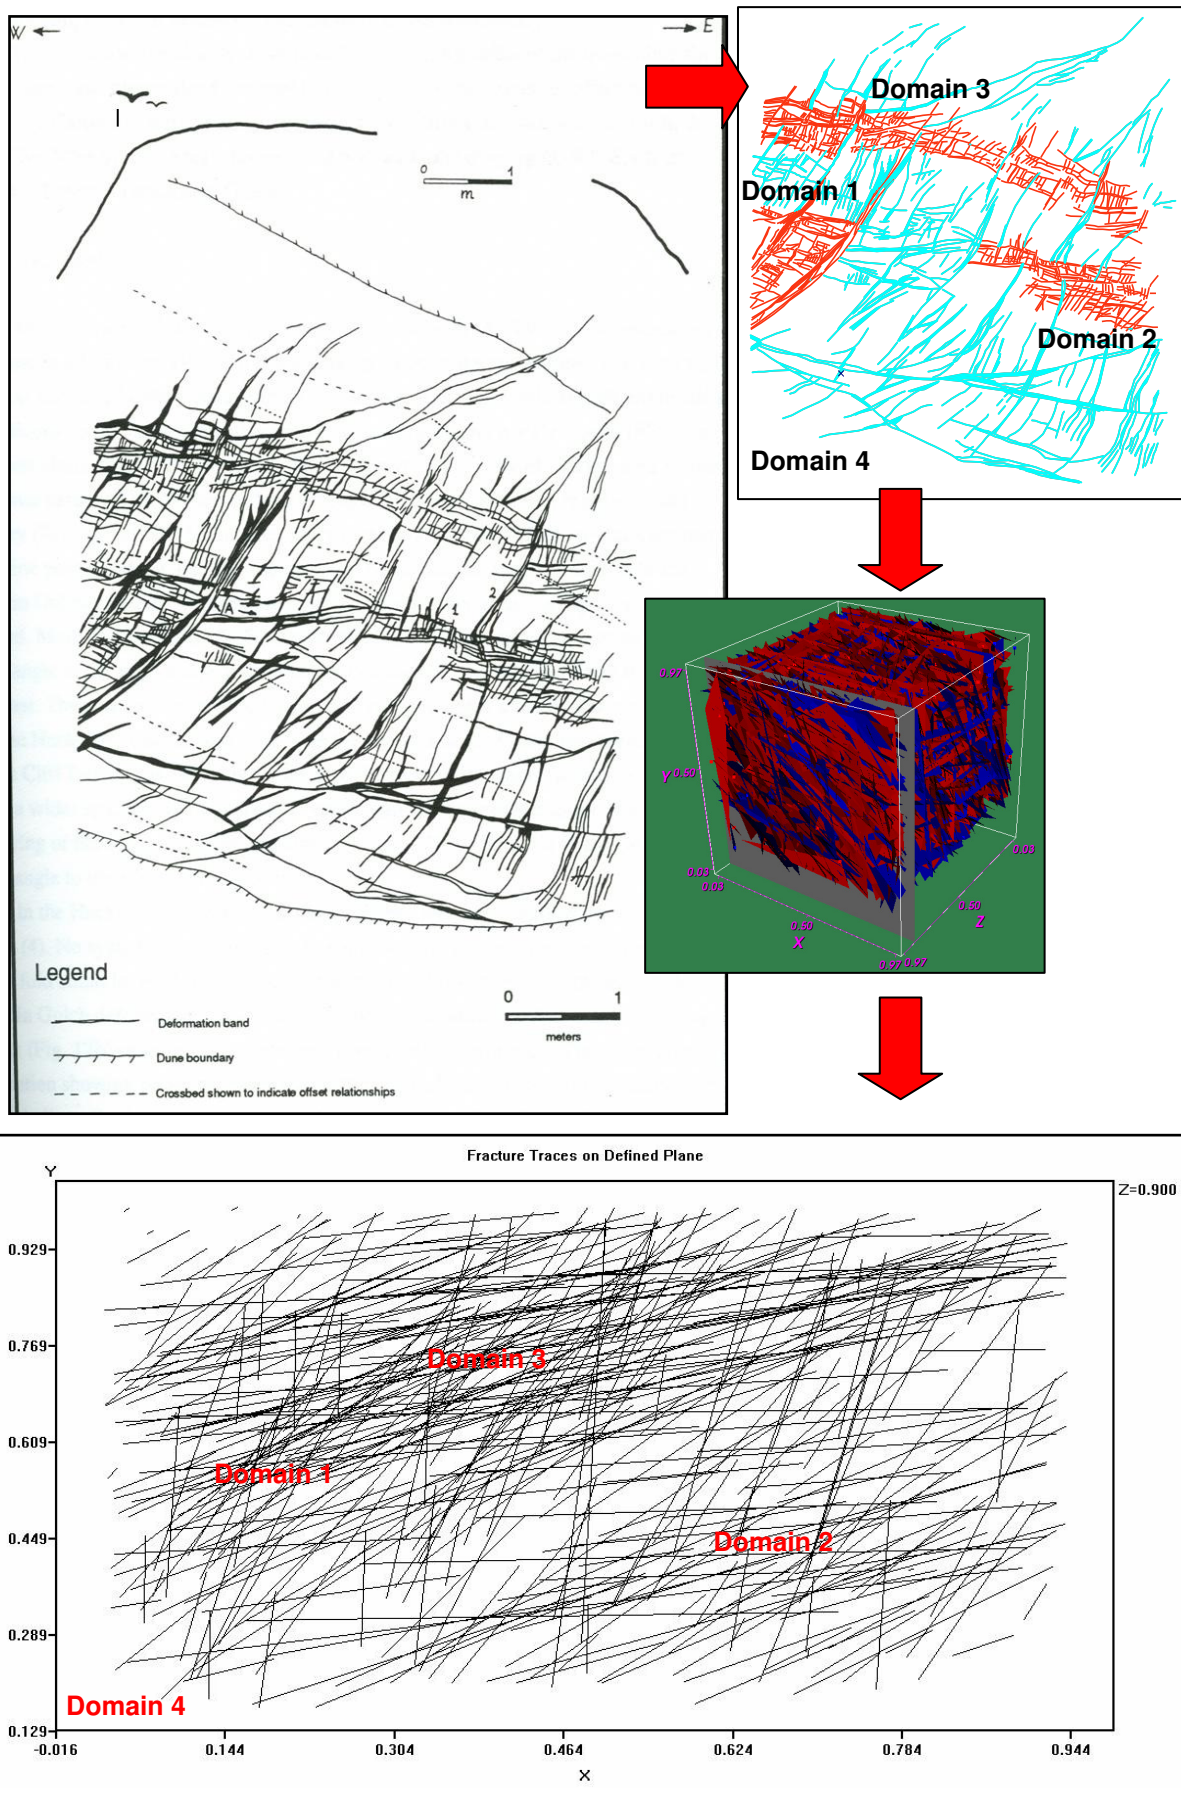 W
E
I
0
1
m
A
1
2
Legend
Deformation band
Dune boundary
Crossbed shown to indicate offset relationships
0
1
meters
Domain 3
Domain 1
Domain 2
Domain 4
0.97
Y
0.50
0.03
0.03
0.50
X
0.97
0.97
0.50
Z
0.03
Fracture Traces on Defined Plane
Y
Z=0.900
0.929
0.769
0.609
0.449
0.289
0.129
Domain 3
Domain 1
Domain 2
Domain 4
-0.016
0.144
0.304
0.464
0.624
0.784
0.944
X